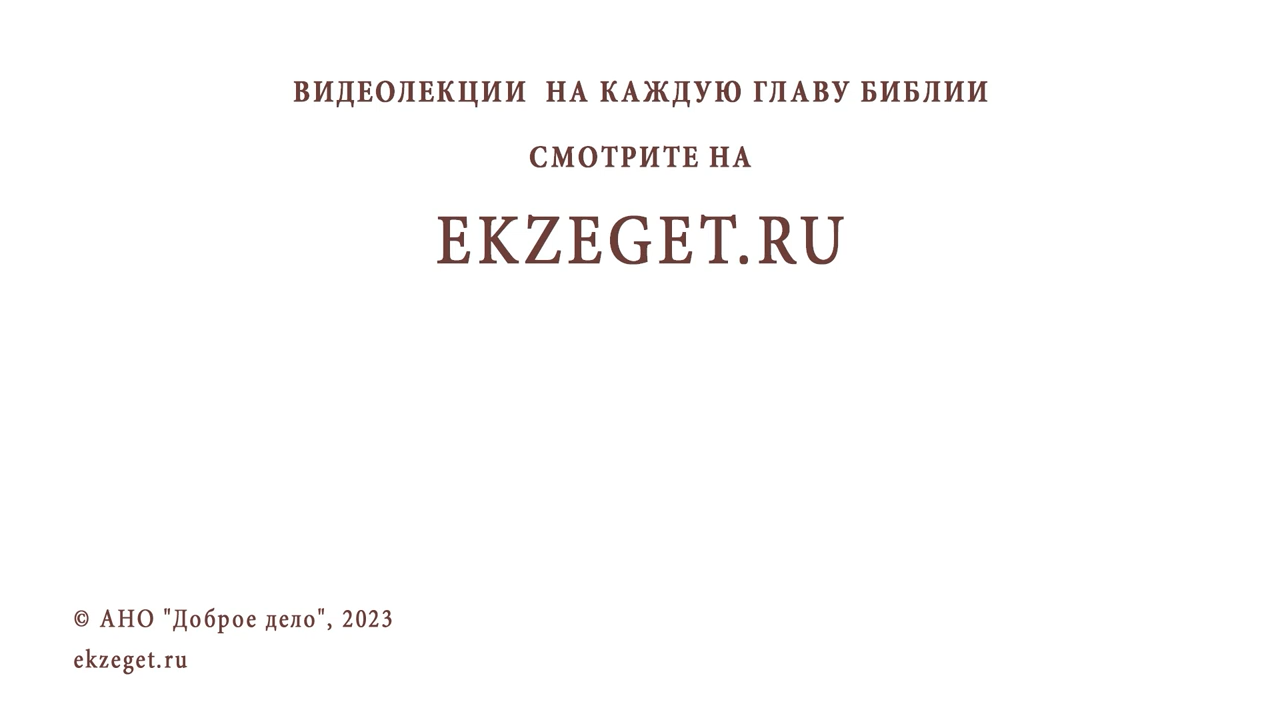 ВИДЕОЛЕКЦИИ НА КАЖДУЮ ГЛАВУ БИБЛИИ
СМОТРИТЕ НА
EKZEGET.RU
© АНО "Доброе дело", 2023
ekzeget.ru